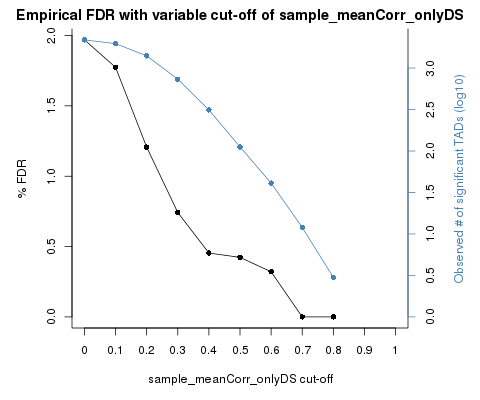 Empirical FDR with variable cut-off of sample_meanCorr_onlyDS
2.0
1.5
1.0
0.5
0.0
% FDR
3.0
2.5
2.0
1.5
1.0
0.5
0.0
Observed # of significant TADs (log10)
0 0.1 0.2 0.3 0.4 0.5 0.6 0.7 0.8 0.9 1
sample_meanCorr_onlyDS cut-off